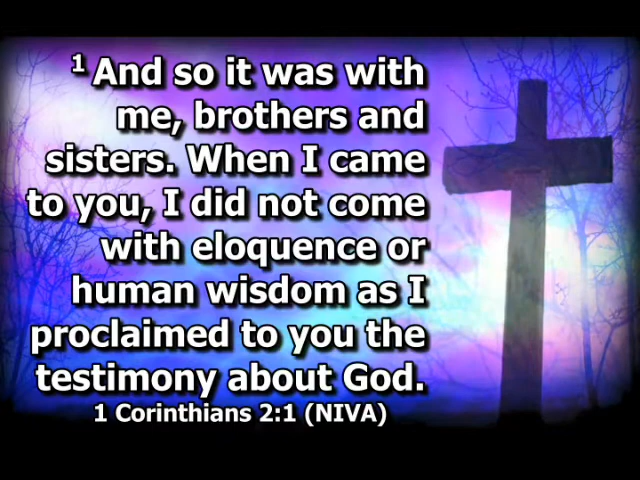 1 And so it was with
me, brothers and
sisters. When I came
to you, I did not come
with eloquence or
human wisdom as I
proclaimed to you the
testimony about God.
1 Corinthians 2:1 (NIVA)